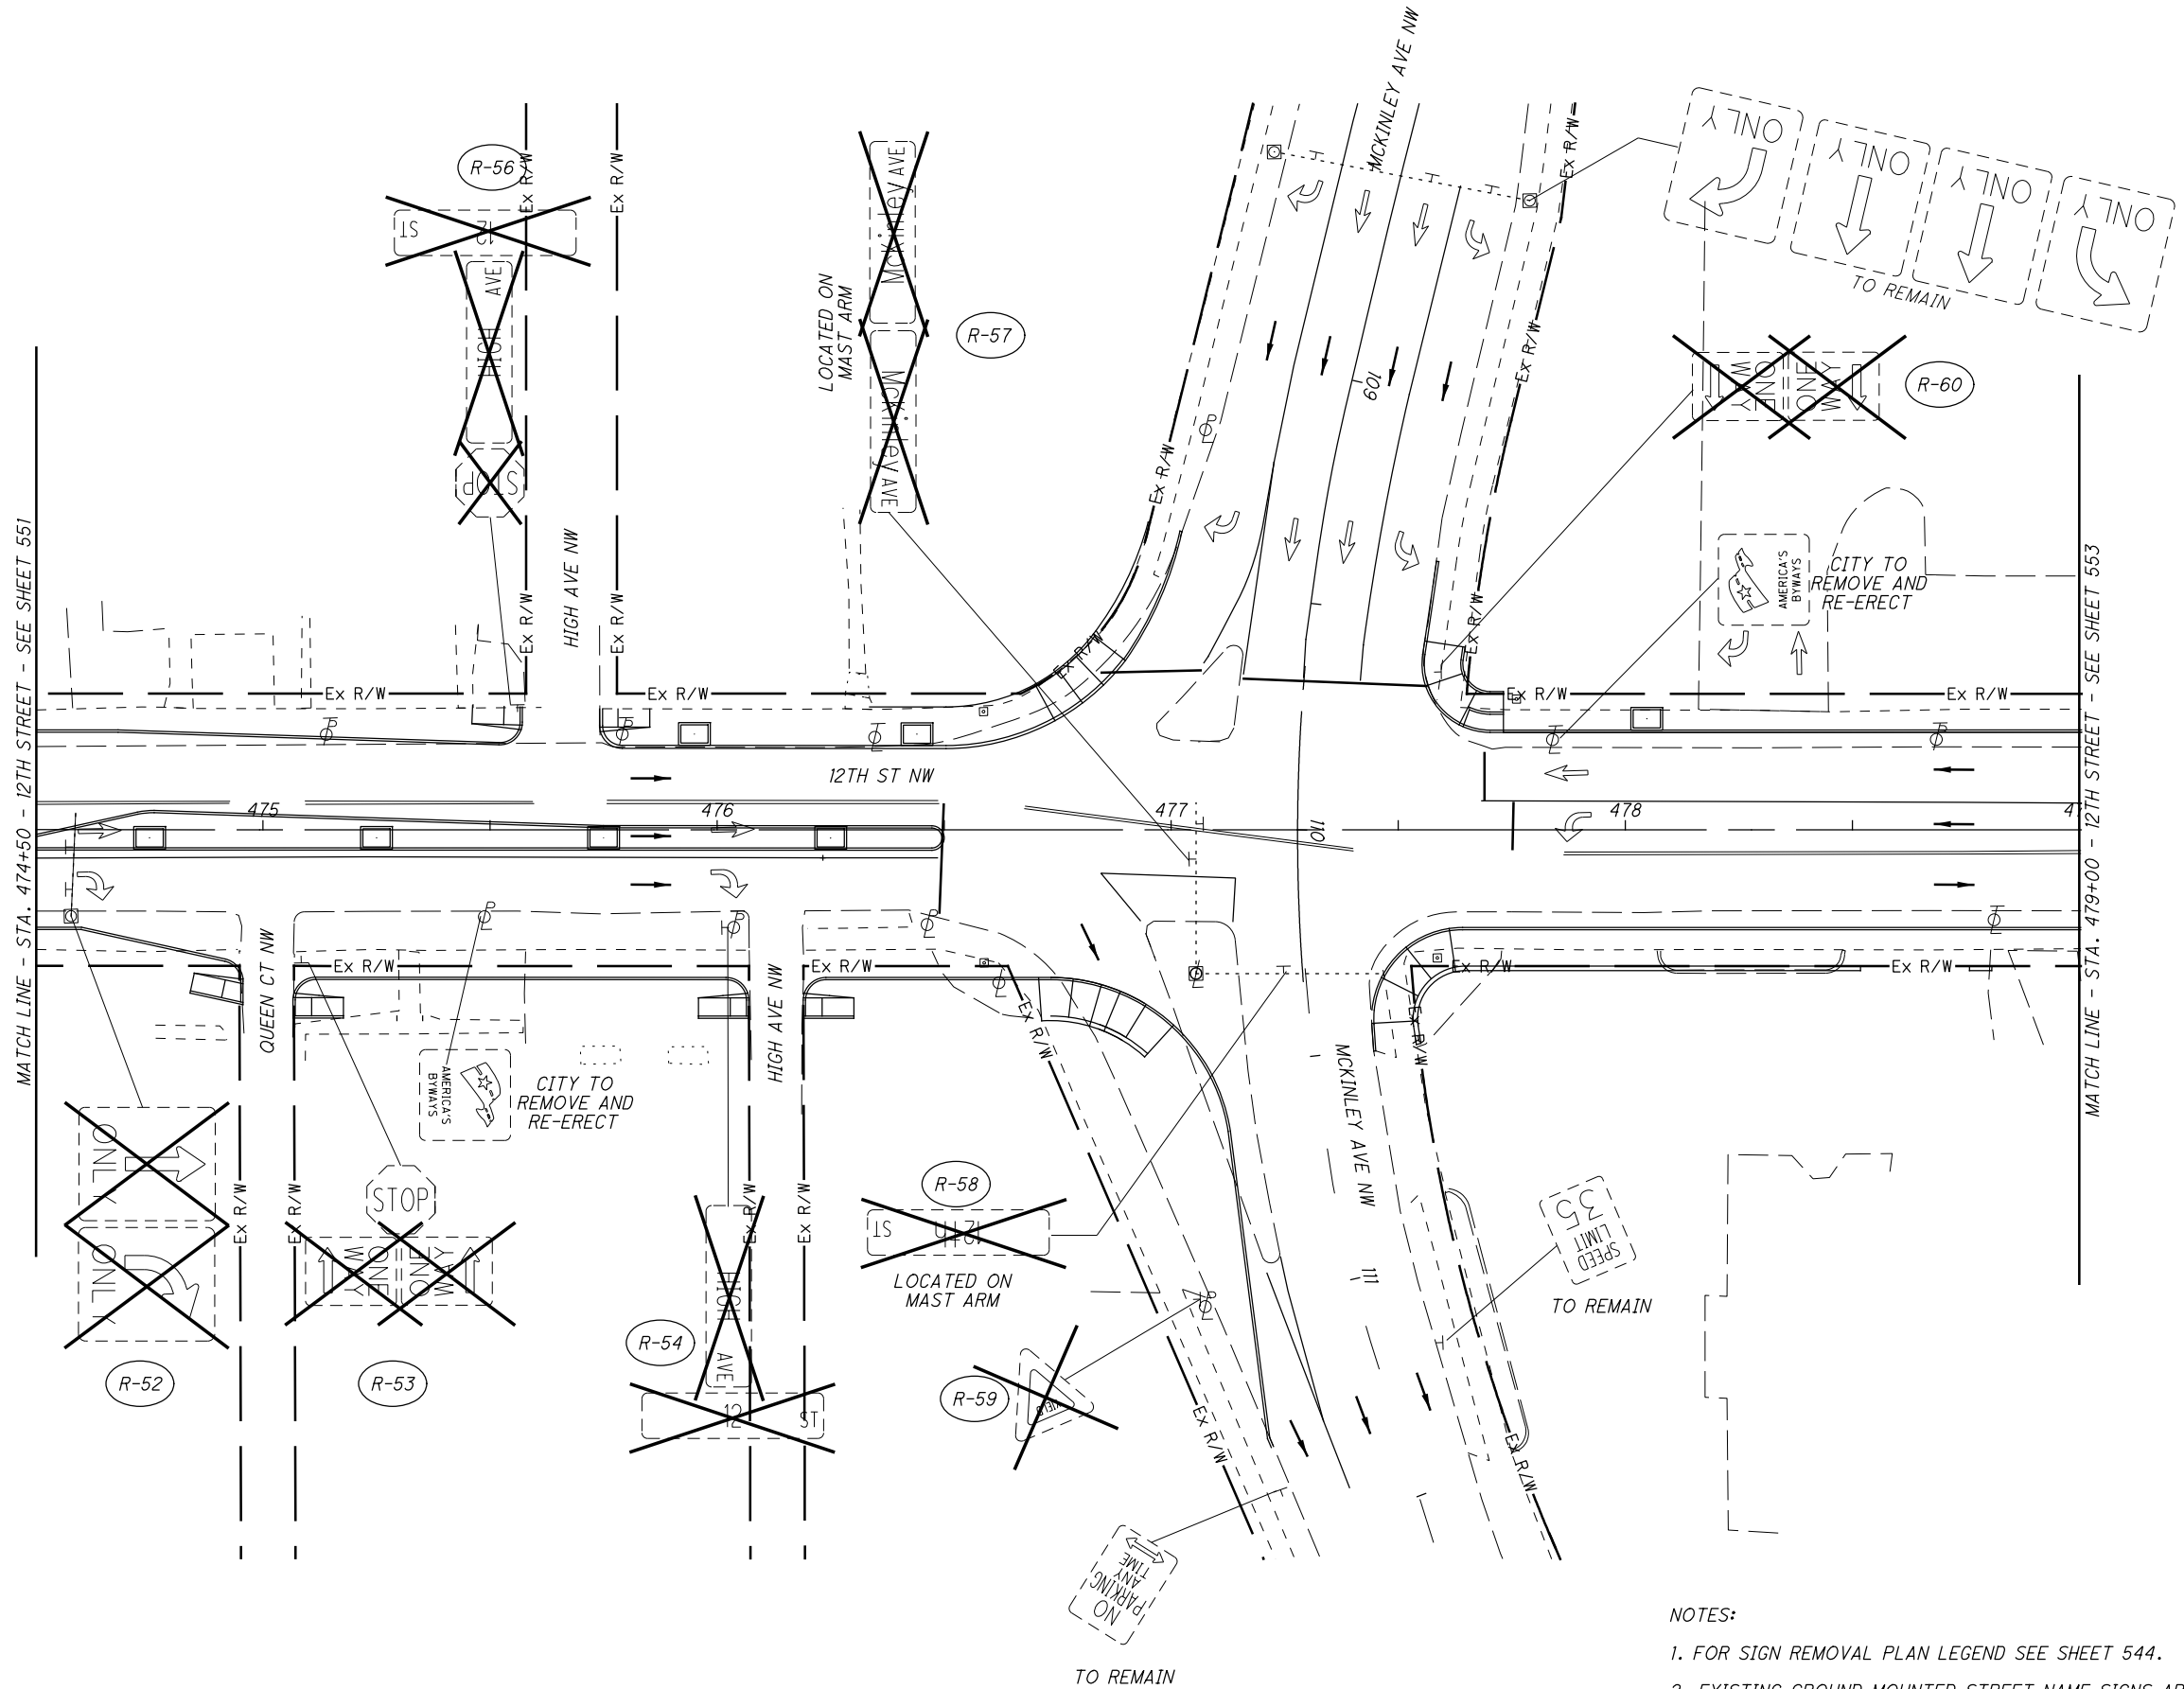 MCKINLEY AVE NW
R-56
Ex R/W
Ex R/W
Ex R/W
ST
12
HIGH AVE
STOP
McKinley AVE
McKinley AVE
LOCATED ON
MAST ARM
R-57
ONLY
ONLY
ONLY
ONLY
TO REMAIN
ONE
WAY
ONE
WAY
R-60
109
Ex R/W
Ex R/W
HIGH AVE NW
Ex R/W
Ex R/W
Ex R/W
Ex R/W
AMERICA'S
BYWAYS
CITY TO
REMOVE AND
RE-ERECT
MATCH LINE - STA. 474+50 - 12TH STREET - SEE SHEET 551
MATCH LINE - STA. 479+00 - 12TH STREET - SEE SHEET 553
Ex R/W
Ex R/W
Ex R/W
Ex R/W
12TH ST NW
475
476
477
478
110
QUEEN CT NW
Ex R/W
HIGH AVE NW
Ex R/W
Ex R/W
Ex R/W
Ex R/W
Ex R/W
MCKINLEY AVE NW
AMERICA'S
BYWAYS
CITY TO
REMOVE AND
RE-ERECT
ONLY
ONLY
R-52
Ex R/W
Ex R/W
STOP
ONE
WAY
ONE
WAY
R-53
HIGH AVE
12 ST
R-54
Ex R/W
Ex R/W
R-58
12th ST
LOCATED ON
MAST ARM
R-59
111
SPEED
LIMIT
35
TO REMAIN
Ex R/W
Ex R/W
NO
PARKING
ANY
TIME
TO REMAIN
NOTES:
1. FOR SIGN REMOVAL PLAN LEGEND SEE SHEET 544.